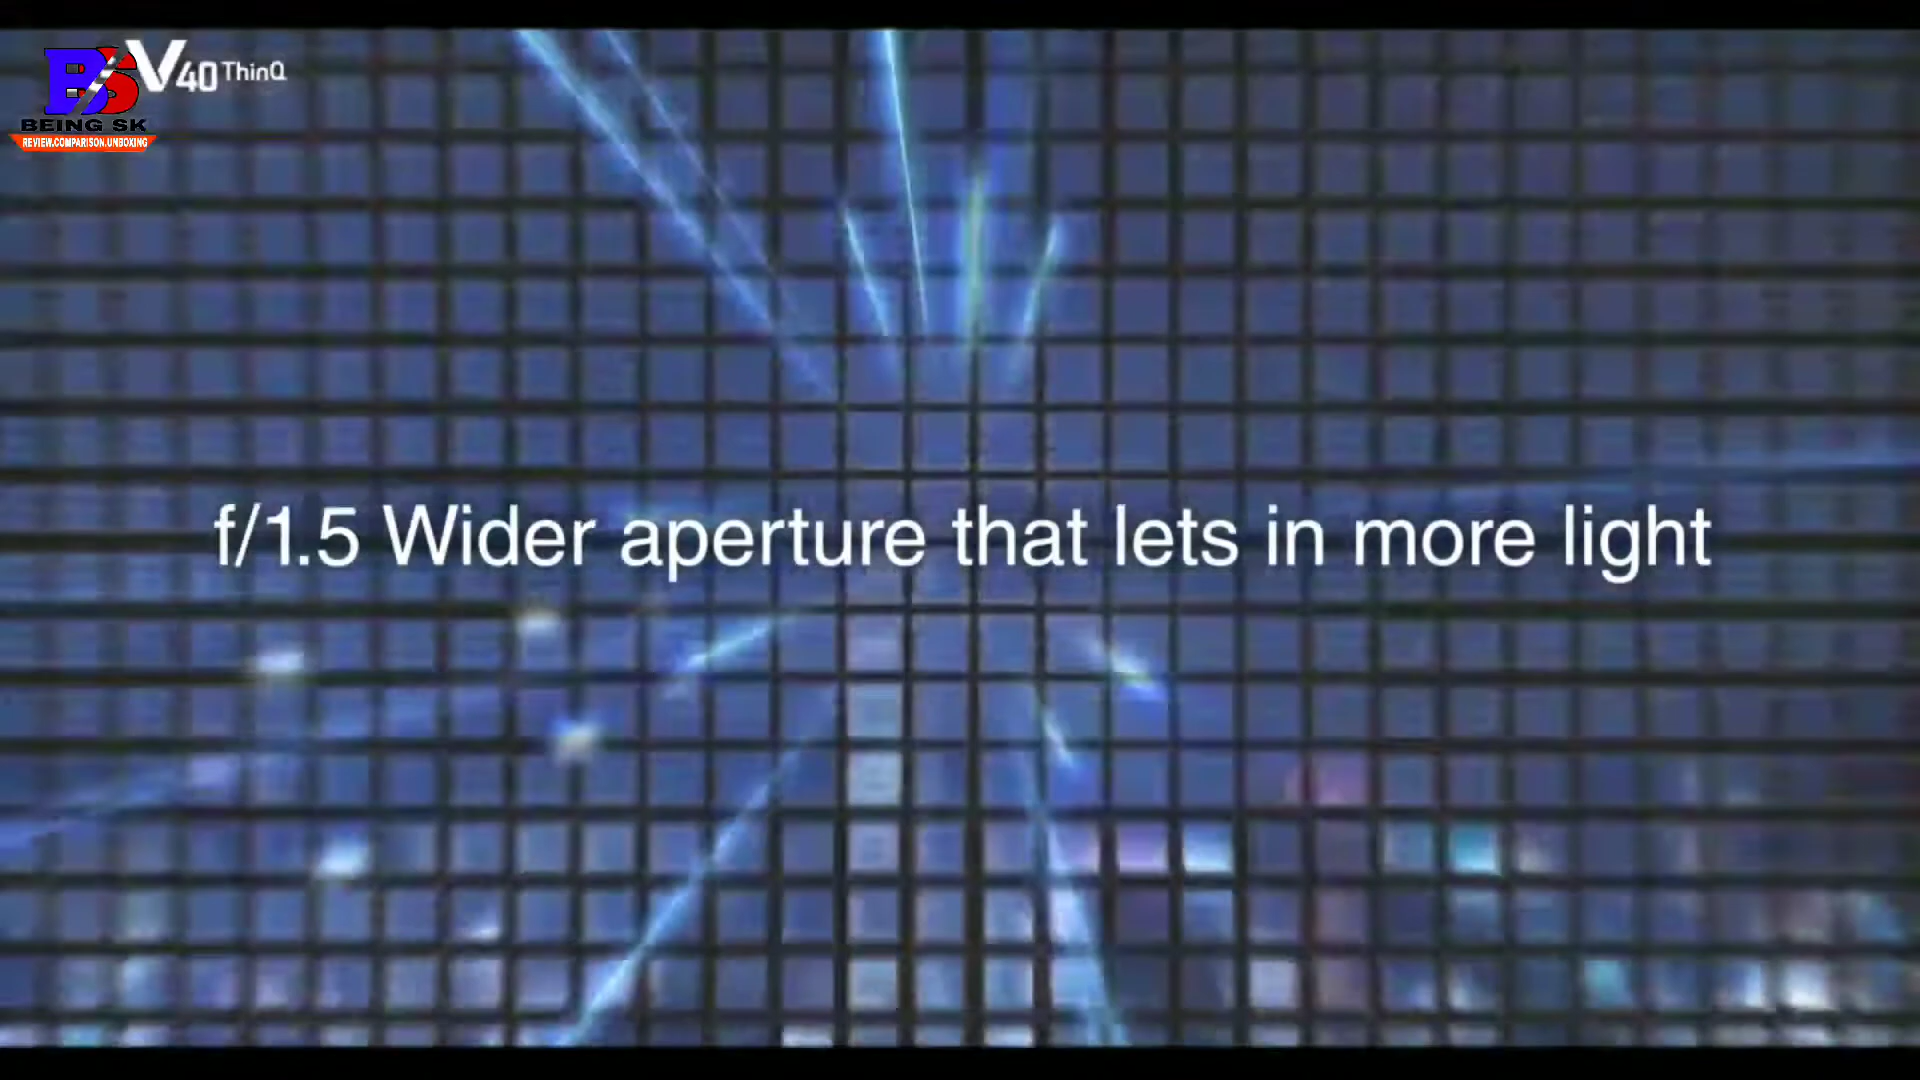 BS
V40 ThinQ
BEING SK
REVIEW.COMPARISON.UNBOXING
f/1.5 Wider aperture that lets in more light